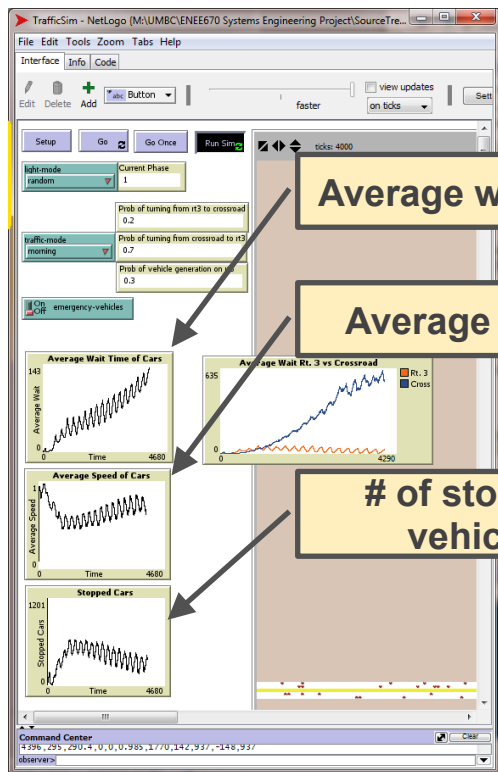 TrafficSim - NetLogo {M:\UMBC\ENEE670 Systems Engineering Project\SourceTre...
File Edit Tools Zoom Tabs Help
Interface Info Code
Edit Delete Add
abc Button
faster
view updates
on ticks
Sett
Setup Go Go Once Run Sim
ticks: 4000
light-mode
random
Current Phase
1
Average w
Prob of turning from rt3 to crossroad
0.2
traffic-mode
morning
Prob of turning from crossroad to rt3
0.7
Prob of vehicle generation on rt3
0.3
On
Off
emergency-vehicles
Average
Average Wait Time of Cars
143
Average Wait
0
0 Time 4680
Average Wait Rt. 3 vs Crossroad
635
0
0 4290
Rt. 3
Cross
Average Speed of Cars
1
Average Speed
0
0 Time 4680
# of sto
vehic
Stopped Cars
1201
Stopped Cars
0
0 Time 4680
Command Center
Clear
4396,295,290.4,0,0,0.985,1770,142,937,-148,937
observer>